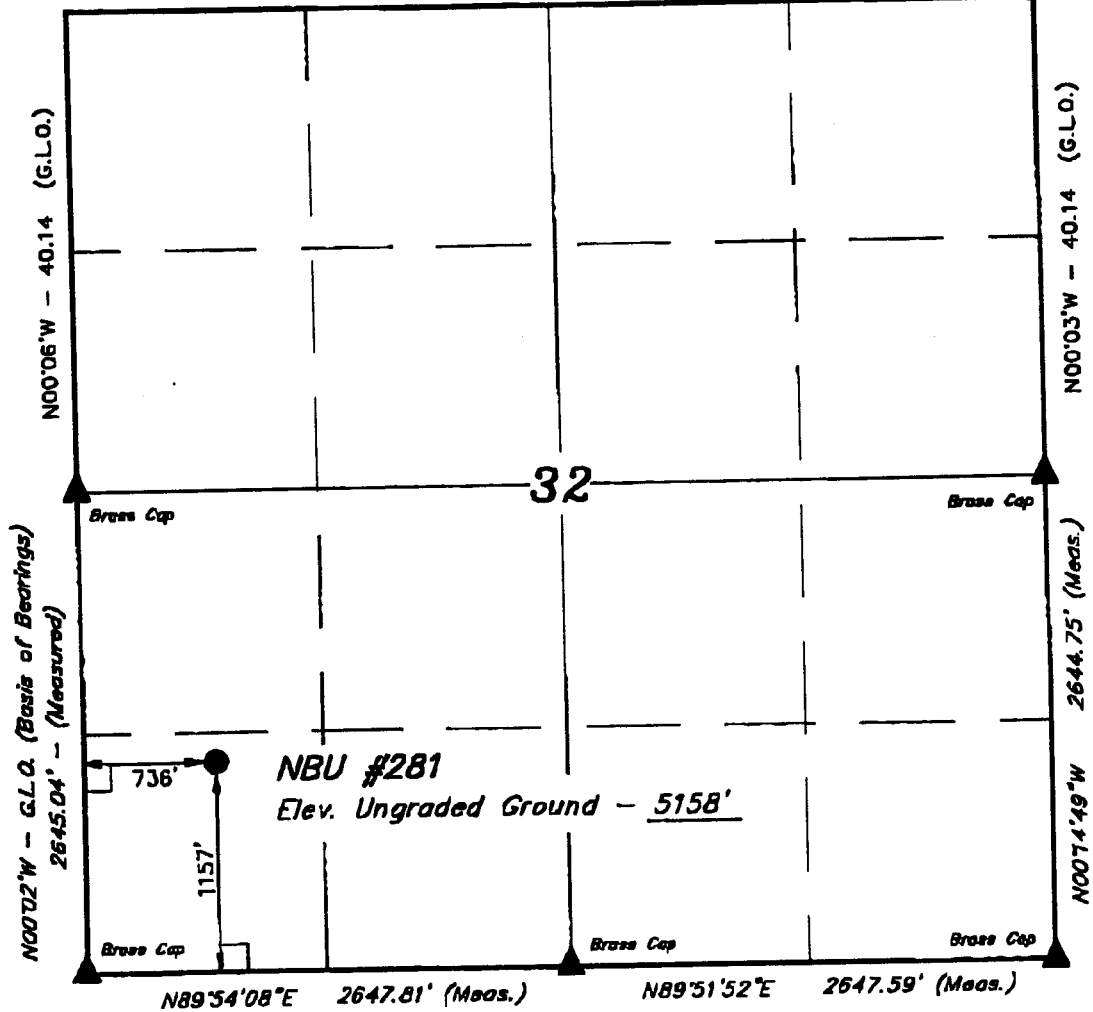 N00°06'W – 40.14 (G.L.O.)
N00°03'W – 40.14 (G.L.O.)
32
Brass Cap
Brass Cap
N00°02'W – G.L.O. (Basis of Bearings)
2645.04' – (Measured)
N00°14'49"W 2644.75' (Meas.)
736'
NBU #281
Elev. Ungraded Ground – 5158'
1157'
Brass Cap
Brass Cap
Brass Cap
N89°54'08"E 2647.81' (Meas.)
N89°51'52"E 2647.59' (Meas.)